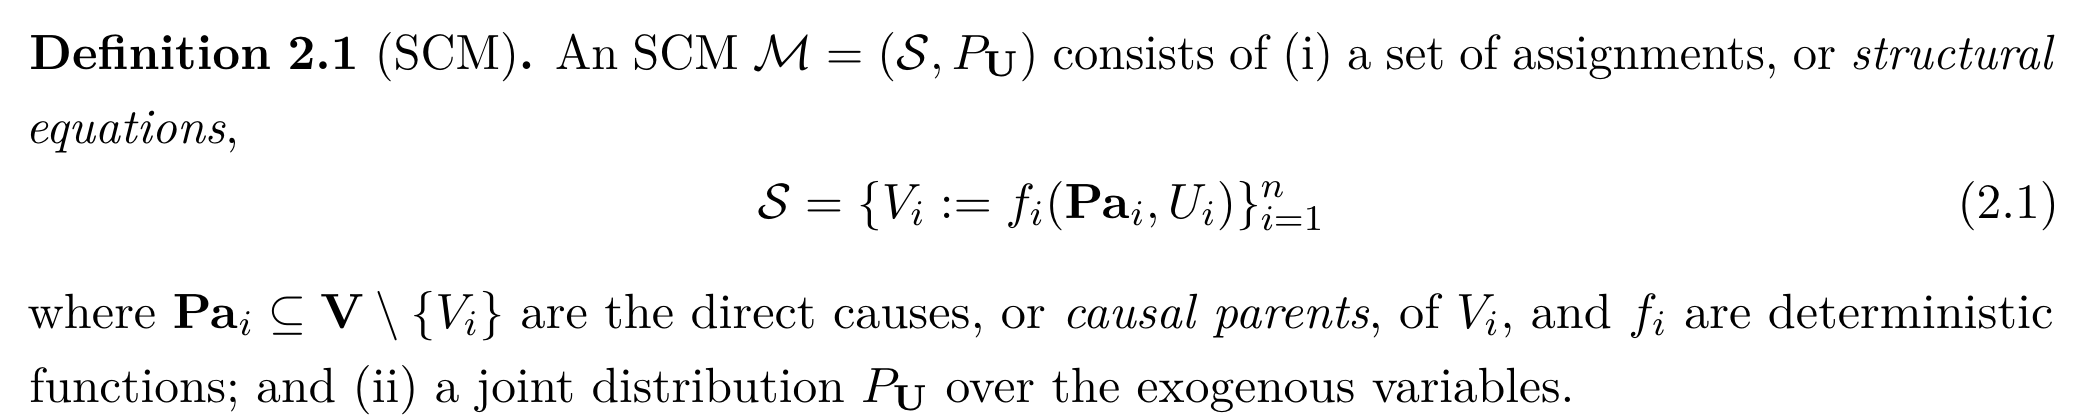 Definition 2.1 (SCM). An SCM ℳ = (𝒮, P_𝐔) consists of (i) a set of assignments, or structural
equations,
𝒮 = {V_i := f_i(𝐏𝐚_i, U_i)}_{i=1}^n (2.1)
where 𝐏𝐚_i ⊆ 𝐕 \ {V_i} are the direct causes, or causal parents, of V_i, and f_i are deterministic
functions; and (ii) a joint distribution P_𝐔 over the exogenous variables.